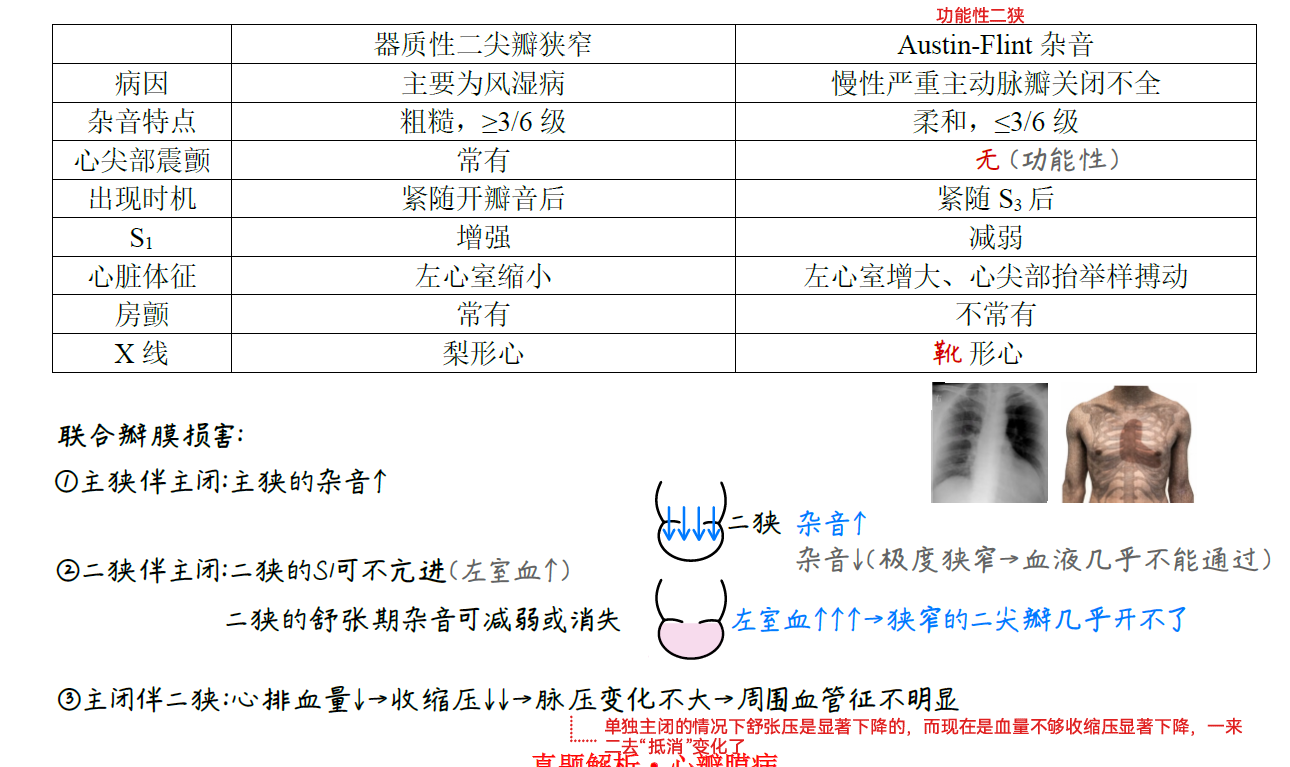 功能性二狭
器质性二尖瓣狭窄 Austin-Flint 杂音
病因 主要为风湿病 慢性严重主动脉瓣关闭不全
杂音特点 粗糙，≥3/6 级 柔和，≤3/6 级
心尖部震颤 常有 无（功能性）
出现时机 紧随开瓣音后 紧随 S₃ 后
S₁ 增强 减弱
心脏体征 左心室缩小 左心室增大、心尖部抬举样搏动
房颤 常有 不常有
X 线 梨形心 靴形心
联合瓣膜损害:
①主狭伴主闭:主狭的杂音↑
二狭 杂音↑
杂音↓(极度狭窄→血液几乎不能通过)
②二狭伴主闭:二狭的S1可不亢进(左室血↑)
二狭的舒张期杂音可减弱或消失
左室血↑↑↑→狭窄的二尖瓣几乎开不了
③主闭伴二狭:心排血量↓→收缩压↓↓→脉压变化不大→周围血管征不明显
单独主闭的情况下舒张压是显著下降的，而现在是血量不够收缩压显著下降，一来
二去“抵消”变化了
真题解析•心瓣膜病